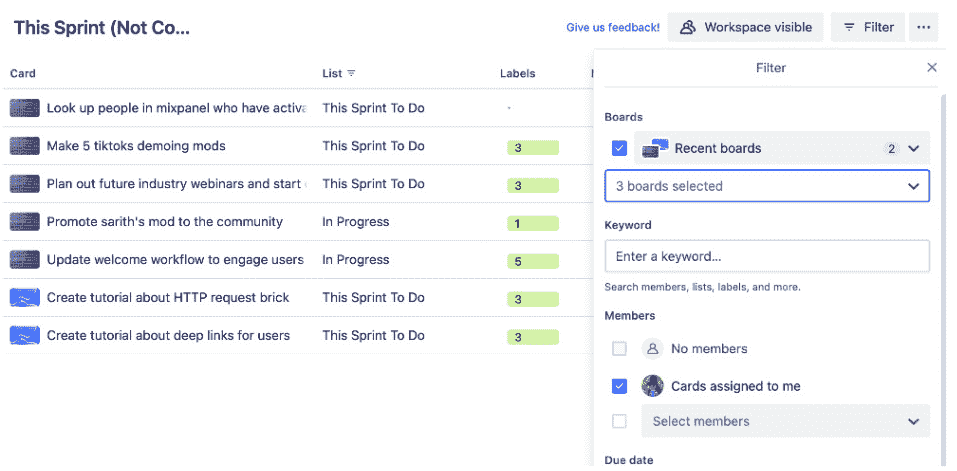 This Sprint (Not Co...
Give us feedback!
Workspace visible
Filter
Card
List
Labels
Look up people in mixpanel who have activa
This Sprint To Do
-
Make 5 tiktoks demoing mods
This Sprint To Do
3
Plan out future industry webinars and start
This Sprint To Do
3
Promote sarith's mod to the community
In Progress
1
Update welcome workflow to engage users
In Progress
5
Create tutorial about HTTP request brick
This Sprint To Do
3
Create tutorial about deep links for users
This Sprint To Do
3
Filter
Boards
Recent boards
2
3 boards selected
Keyword
Enter a keyword...
Search members, lists, labels, and more.
Members
No members
Cards assigned to me
Select members
Due date